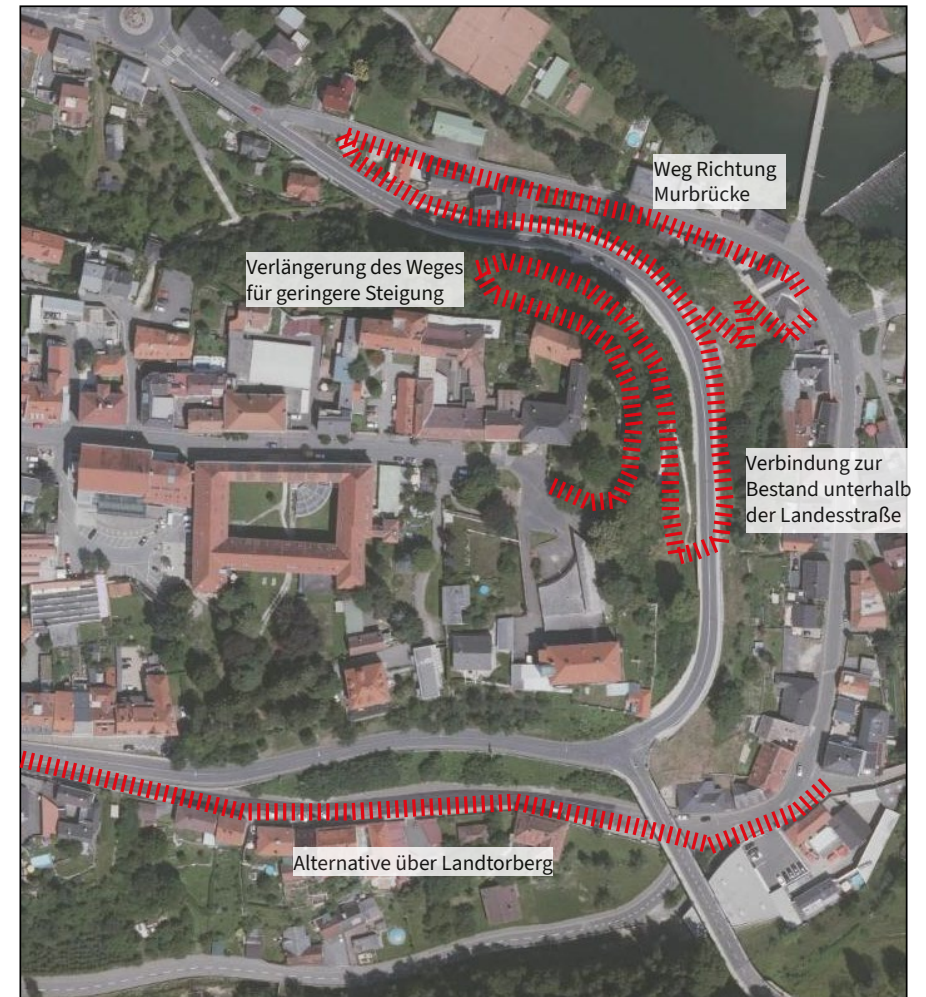 Weg Richtung
Murbrücke
Verlängerung des Weges
für geringere Steigung
Verbindung zur
Bestand unterhalb
der Landesstraße
Alternative über Landtorberg